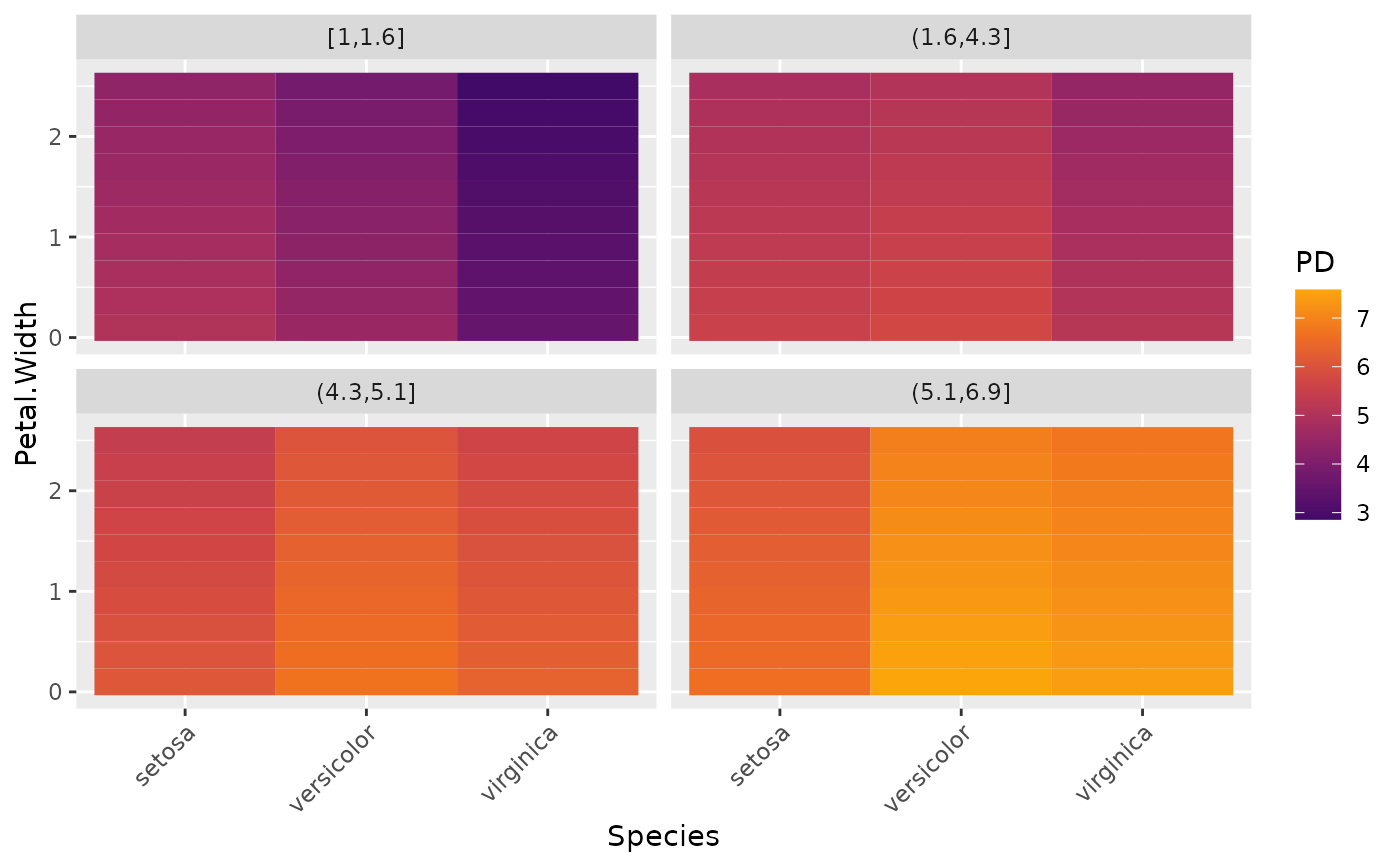 [1,1.6]
(1.6,4.3]
2
1
0
(4.3,5.1]
(5.1,6.9]
2
1
0
setosa
versicolor
virginica
setosa
versicolor
virginica
Species
Petal.Width
PD
7
6
5
4
3